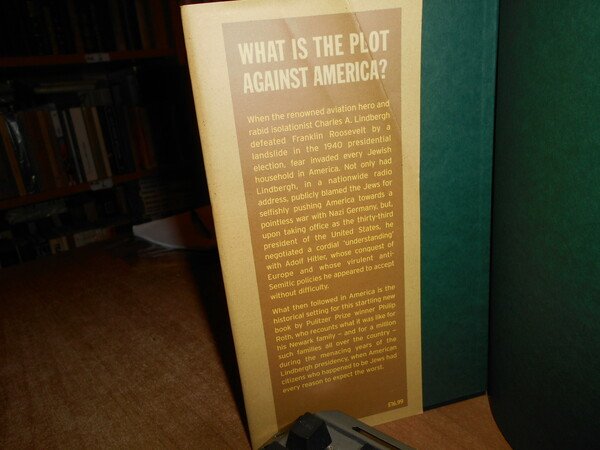 WHAT IS THE PLOT
AGAINST AMERICA?
When the renowned aviation hero and
rabid isolationist Charles A. Lindbergh
defeated Franklin Roosevelt by a
landslide in the 1940 presidential
election, fear invaded every Jewish
household in America. Not only had
Lindbergh, in a nationwide radio
address, publicly blamed the Jews for
selfishly pushing America towards a
pointless war with Nazi Germany, but,
upon taking office as the thirty-third
president of the United States, he
negotiated a cordial 'understanding'
with Adolf Hitler, whose conquest of
Europe and whose virulent anti-
Semitic policies he appeared to accept
without difficulty.
What then followed in America is the
historical setting for this startling new
book by Pulitzer Prize winner Philip
Roth, who recounts what it was like for
his Newark family – and for a million
such families all over the country –
during the menacing years of the
Lindbergh presidency, when American
citizens who happened to be Jews had
every reason to expect the worst.
£16.99